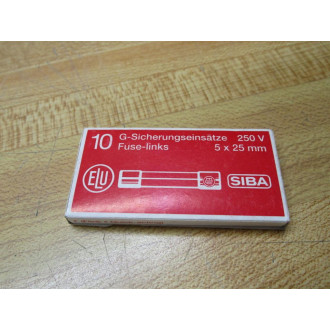 10 G-Sicherungseinsätze 250 V
Fuse-links 5 x 25 mm
ELU SIBA